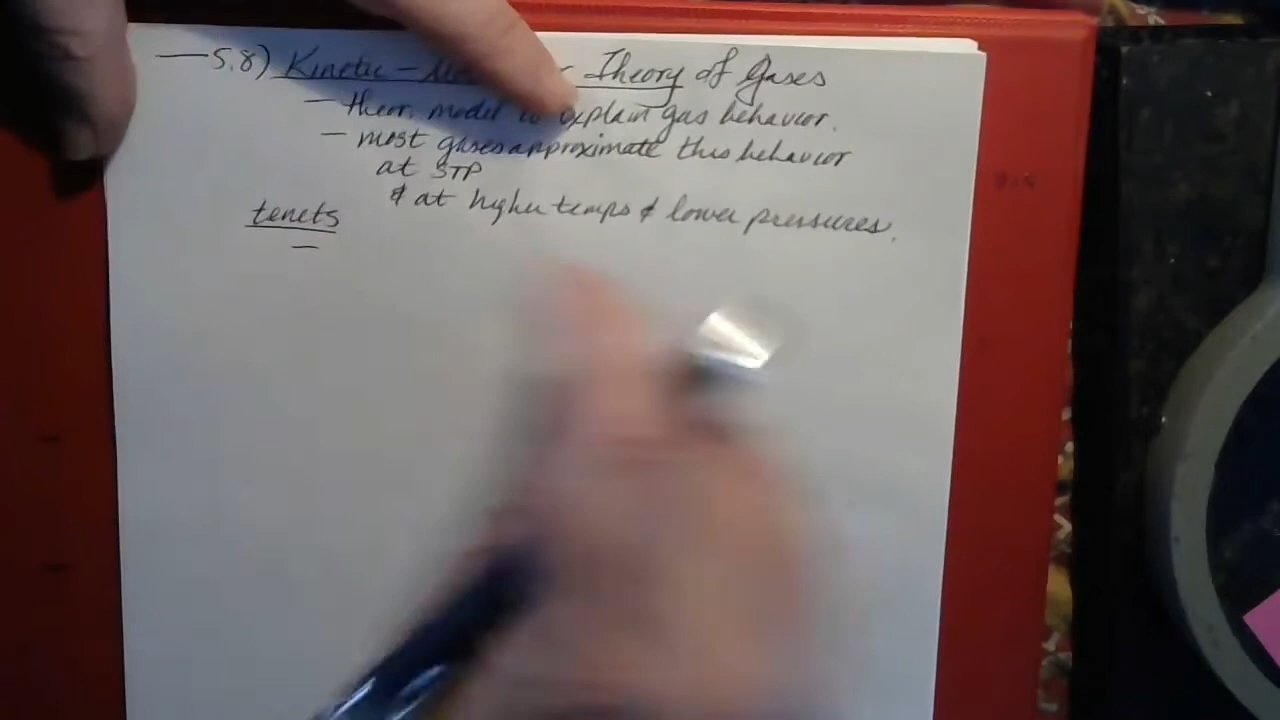 5.8) Kinetic - Theory of Gases
- theor. model to explain gas behavior.
- most gases approximate this behavior
at STP
& at higher temps & lower pressures.
tenets
-